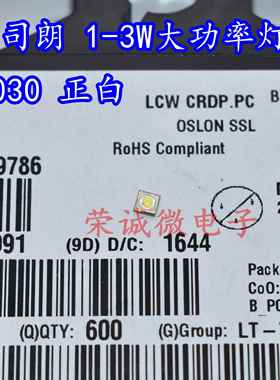 司朗 1-3W大功率灯
030 正白
LCW CRDP.PC
B
OSLON SSL
RoHS Compliant
9786
荣诚微电子
091
(9D) D/C: 1644
Pack
CoO:
B_PC
(Q)QTY: 600
(G)Group: LT-